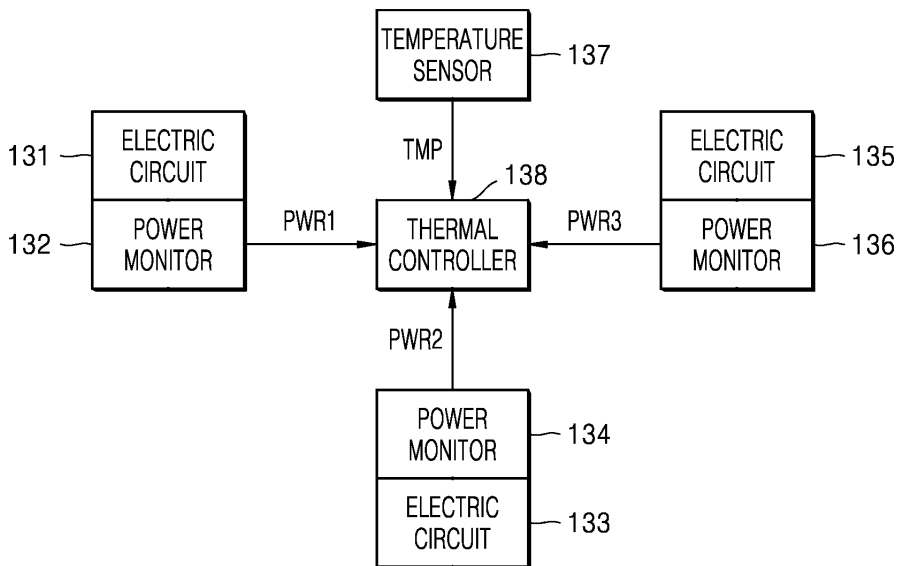 TEMPERATURE
SENSOR
137
TMP
131
ELECTRIC
CIRCUIT
132
POWER
MONITOR
PWR1
138
THERMAL
CONTROLLER
PWR3
ELECTRIC
CIRCUIT
135
POWER
MONITOR
136
PWR2
POWER
MONITOR
134
ELECTRIC
CIRCUIT
133